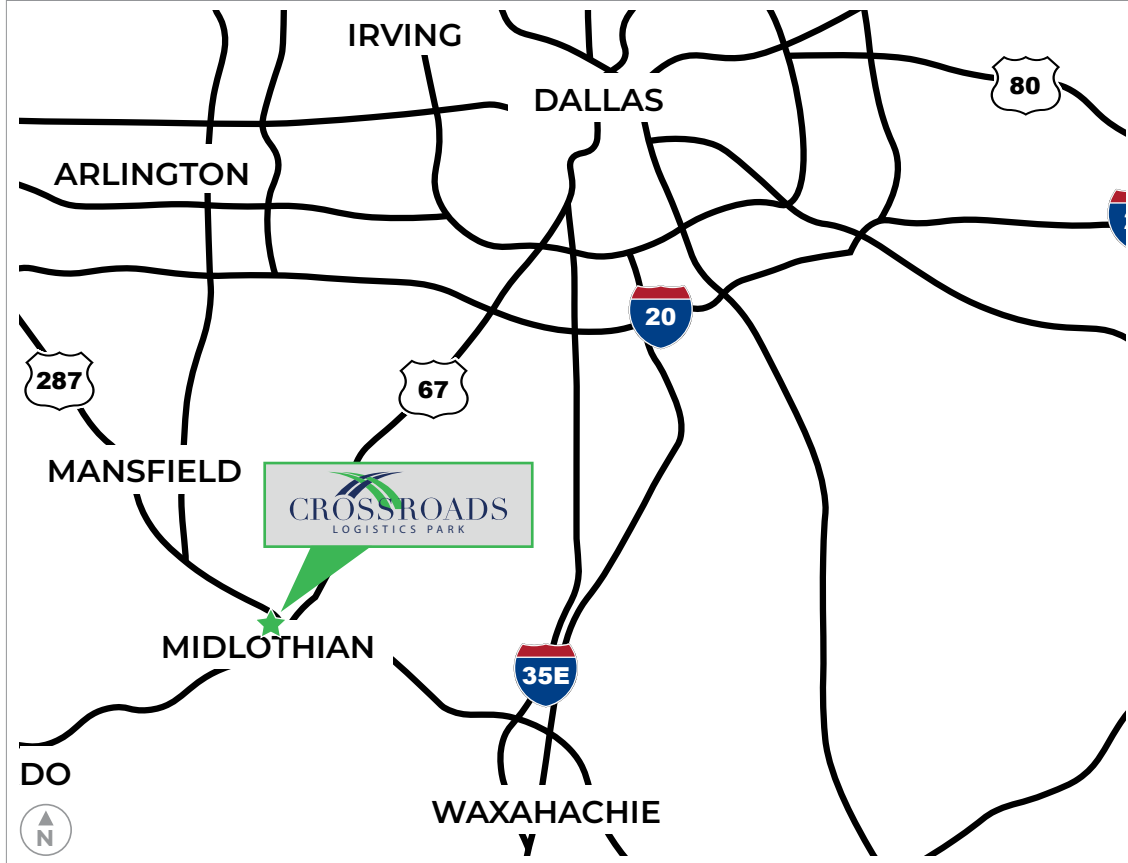 IRVING
DALLAS
80
ARLINGTON
20
287
67
MANSFIELD
CROSSROADS
LOGISTICS PARK
MIDLOTHIAN
35E
DO
WAXAHACHIE
N